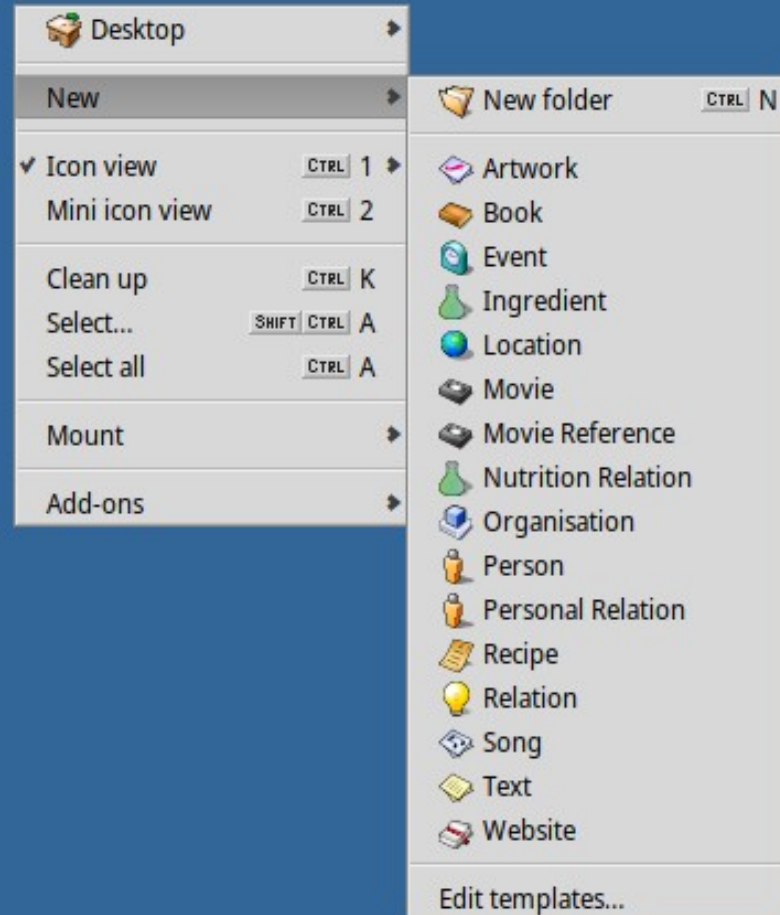 Desktop
New
Icon view CTRL 1
Mini icon view CTRL 2
Clean up CTRL K
Select... SHIFT CTRL A
Select all CTRL A
Mount
Add-ons
New folder CTRL N
Artwork
Book
Event
Ingredient
Location
Movie
Movie Reference
Nutrition Relation
Organisation
Person
Personal Relation
Recipe
Relation
Song
Text
Website
Edit templates...